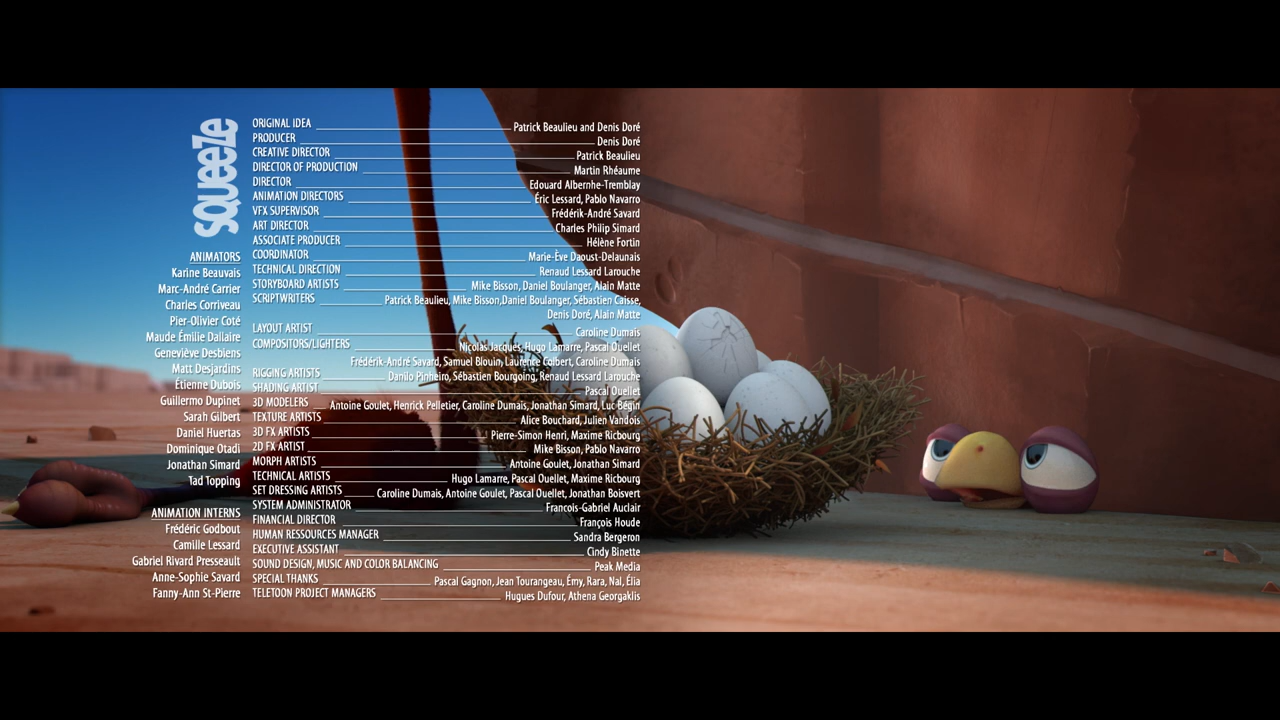 squeeze
ANIMATORS
Karine Beauvais
Marc-André Carrier
Charles Corriveau
Pier-Olivier Coté
Maude Émilie Dallaire
Geneviève Desbiens
Matt Desjardins
Étienne Dubois
Guillermo Dupinet
Sarah Gilbert
Daniel Huertas
Dominique Otadi
Jonathan Simard
Tad Topping
ANIMATION INTERNS
Frédéric Godbout
Camille Lessard
Gabriel Rivard Presseault
Anne-Sophie Savard
Fanny-Ann St-Pierre
ORIGINAL IDEA Patrick Beaulieu and Denis Doré
PRODUCER Denis Doré
CREATIVE DIRECTOR Patrick Beaulieu
DIRECTOR OF PRODUCTION Martin Rhéaume
DIRECTOR Edouard Albernhe-Tremblay
ANIMATION DIRECTORS Éric Lessard, Pablo Navarro
VFX SUPERVISOR Frédérik-André Savard
ART DIRECTOR Charles Philip Simard
ASSOCIATE PRODUCER Hélène Fortin
COORDINATOR Marie-Ève Daoust-Delaunais
TECHNICAL DIRECTION Renaud Lessard Larouche
STORYBOARD ARTISTS Mike Bisson, Daniel Boulanger, Alain Matte
SCRIPTWRITERS Patrick Beaulieu, Mike Bisson,Daniel Boulanger, Sébastien Caisse,
Denis Doré, Alain Matte
LAYOUT ARTIST Caroline Dumais
COMPOSITORS/LIGHTERS Nicolas Jacques, Hugo Lamarre, Pascal Ouellet
Frédérik-André Savard, Samuel Blouin, Laurence Colbert, Caroline Dumais
RIGGING ARTISTS Danilo Pinheiro, Sébastien Bourgoing, Renaud Lessard Larouche
SHADING ARTIST Pascal Ouellet
3D MODELERS Antoine Goulet, Henrick Pelletier, Caroline Dumais, Jonathan Simard, Luc Bégin
TEXTURE ARTISTS Alice Bouchard, Julien Vandois
3D FX ARTISTS Pierre-Simon Henri, Maxime Ricbourg
2D FX ARTIST Mike Bisson, Pablo Navarro
MORPH ARTISTS Antoine Goulet, Jonathan Simard
TECHNICAL ARTISTS Hugo Lamarre, Pascal Ouellet, Maxime Ricbourg
SET DRESSING ARTISTS Caroline Dumais, Antoine Goulet, Pascal Ouellet, Jonathan Boisvert
SYSTEM ADMINISTRATOR Francois-Gabriel Auclair
FINANCIAL DIRECTOR François Houde
HUMAN RESSOURCES MANAGER Sandra Bergeron
EXECUTIVE ASSISTANT Cindy Binette
SOUND DESIGN, MUSIC AND COLOR BALANCING Peak Media
SPECIAL THANKS Pascal Gagnon, Jean Tourangeau, Émy, Rara, Nal, Élia
TELETOON PROJECT MANAGERS Hugues Dufour, Athena Georgaklis